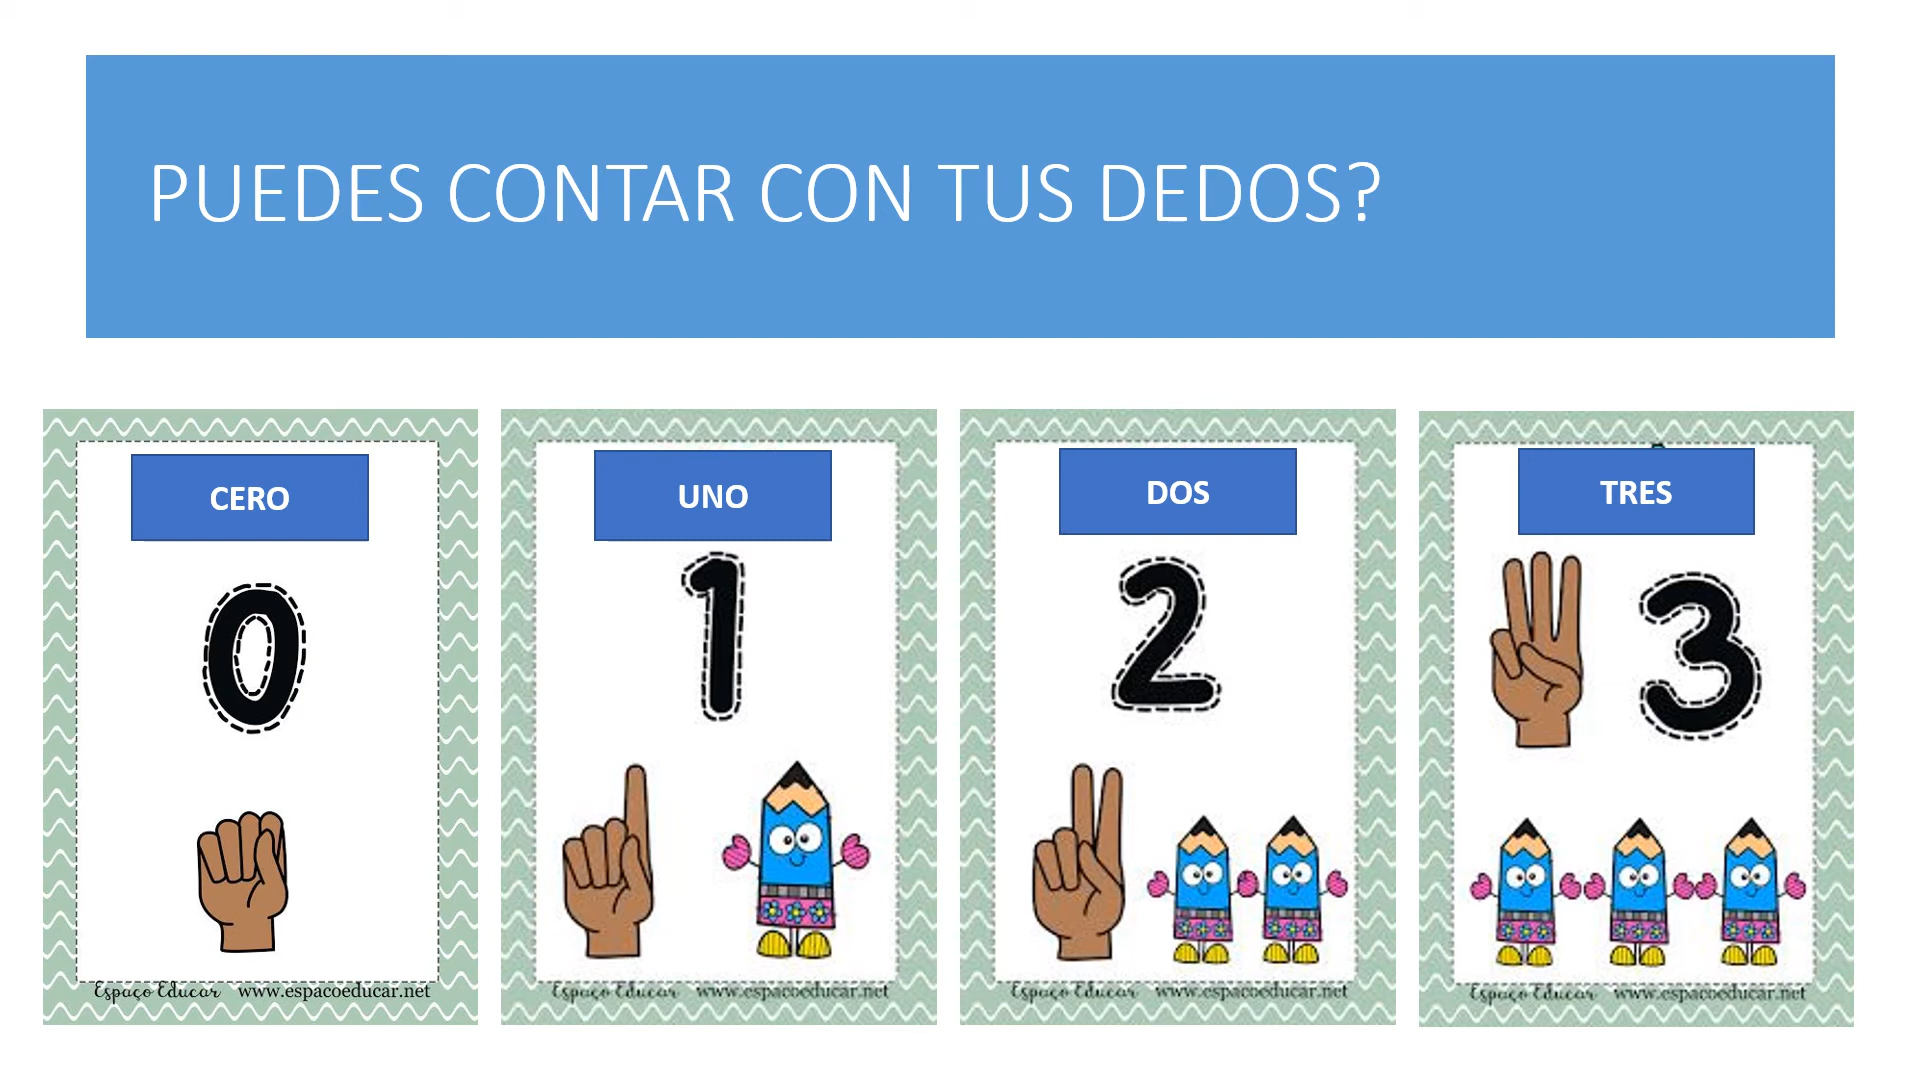 PUEDES CONTAR CON TUS DEDOS?
CERO
0
Espaço Educar www.espacoeducar.net
UNO
1
Espaço Educar www.espacoeducar.net
DOS
2
Espaço Educar www.espacoeducar.net
TRES
3
Espaço Educar www.espacoeducar.net